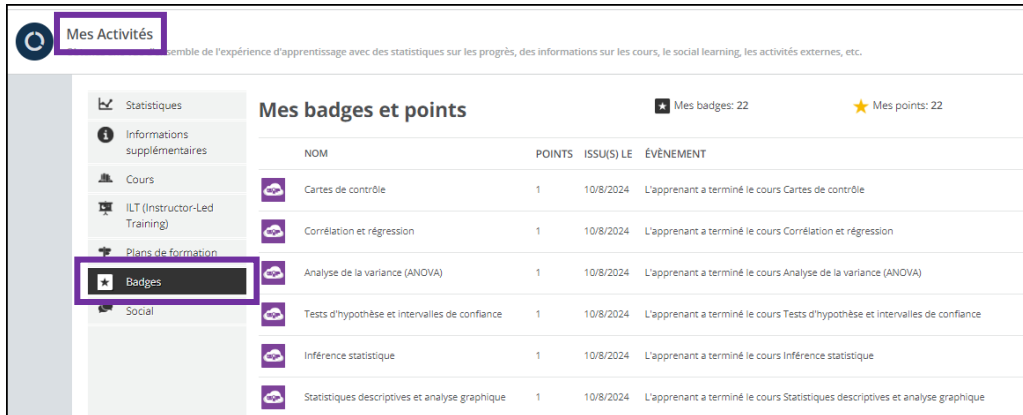 Mes Activités
semble de l'expérience d'apprentissage avec des statistiques sur les progrès, des informations sur les cours, le social learning, les activités externes, etc.
Statistiques
Informations
supplémentaires
Cours
ILT (Instructor-Led
Training)
Plans de formation
Badges
Social
Mes badges et points
Mes badges: 22
Mes points: 22
NOM POINTS ISSU(S) LE ÉVÈNEMENT
Cartes de contrôle 1 10/8/2024 L'apprenant a terminé le cours Cartes de contrôle
Corrélation et régression 1 10/8/2024 L'apprenant a terminé le cours Corrélation et régression
Analyse de la variance (ANOVA) 1 10/8/2024 L'apprenant a terminé le cours Analyse de la variance (ANOVA)
Tests d'hypothèse et intervalles de confiance 1 10/8/2024 L'apprenant a terminé le cours Tests d'hypothèse et intervalles de confiance
Inférence statistique 1 10/8/2024 L'apprenant a terminé le cours Inférence statistique
Statistiques descriptives et analyse graphique 1 10/8/2024 L'apprenant a terminé le cours Statistiques descriptives et analyse graphique